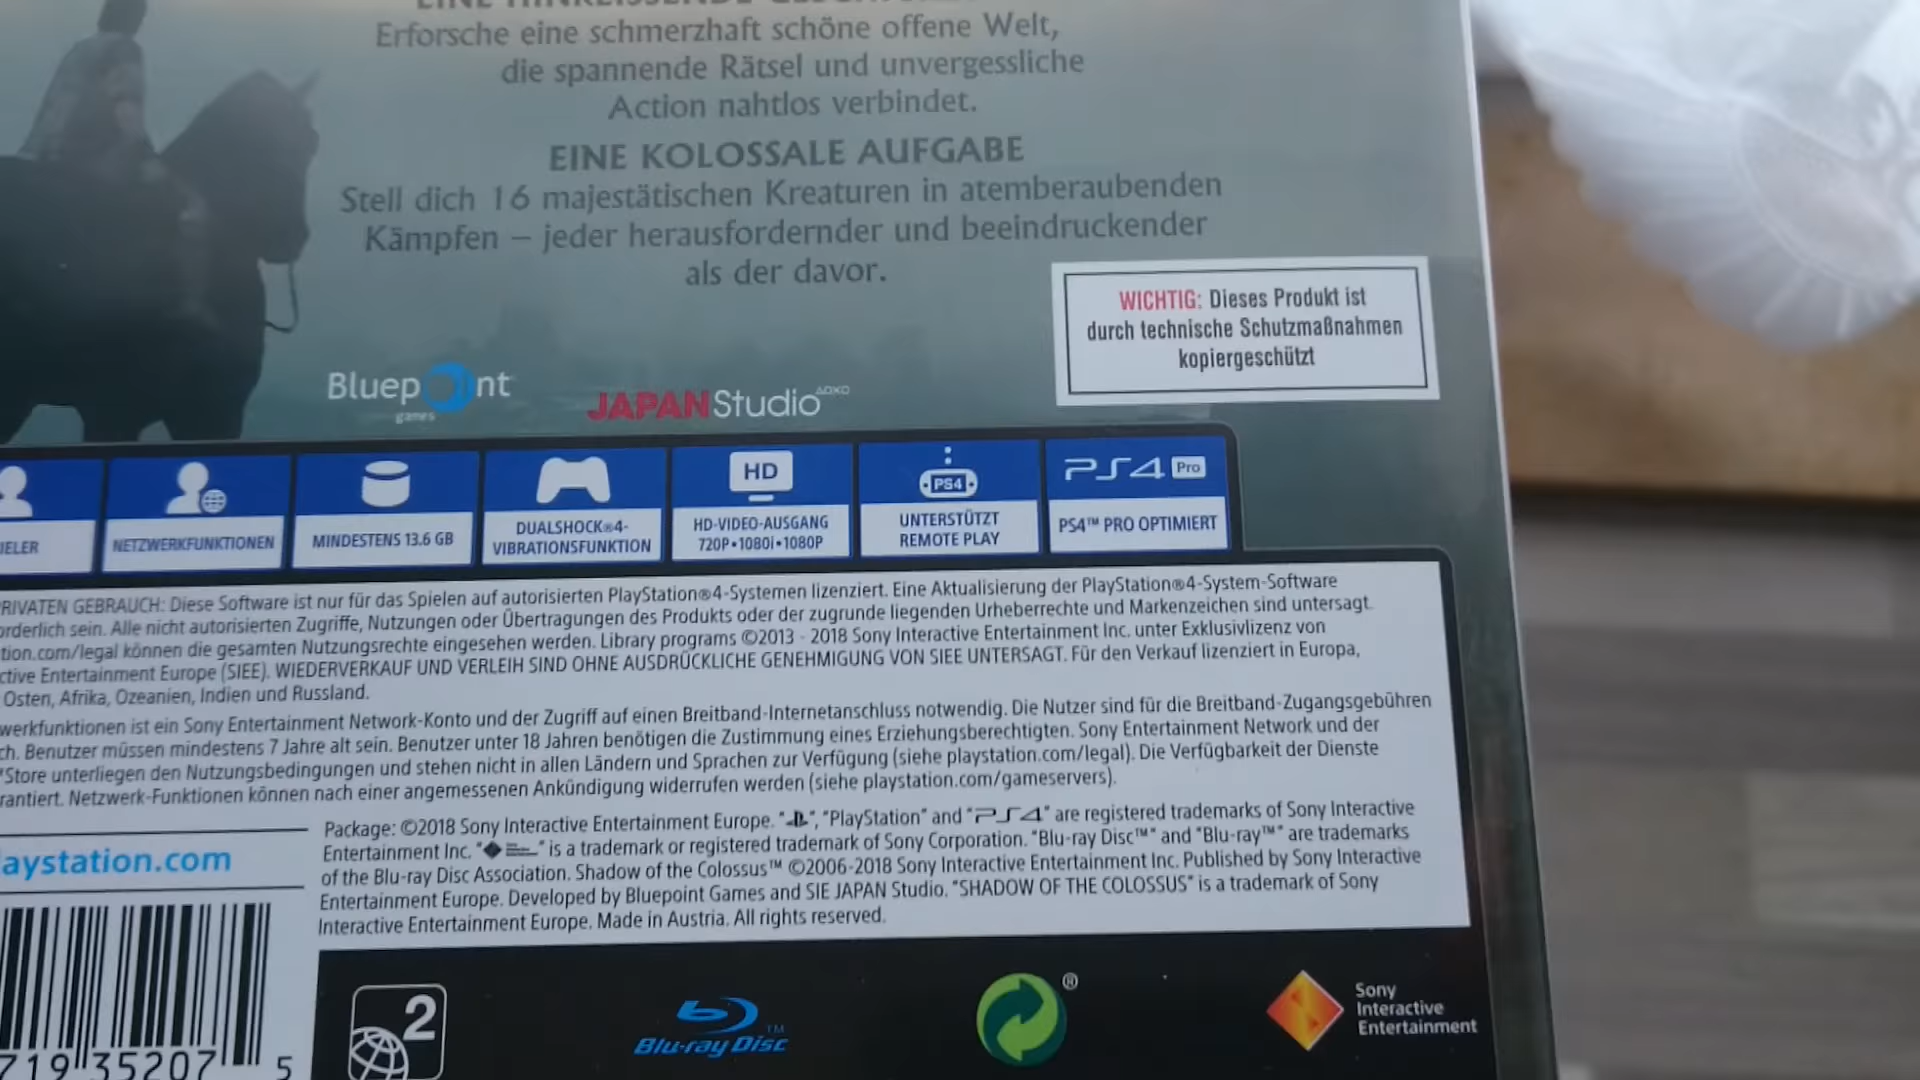 Erforsche eine schmerzhaft schöne offene Welt,
die spannende Rätsel und unvergessliche
Action nahtlos verbindet.
EINE KOLOSSALE AUFGABE
Stell dich 16 majestätischen Kreaturen in atemberaubenden
Kämpfen – jeder herausfordernder und beeindruckender
als der davor.
WICHTIG: Dieses Produkt ist
durch technische Schutzmaßnahmen
kopiergeschützt
Bluepoint
games
JAPAN Studio
IELER
NETZWERKFUNKTIONEN
MINDESTENS 13.6 GB
DUALSHOCK®4-
VIBRATIONSFUNKTION
HD
HD-VIDEO-AUSGANG
720P•1080i•1080P
PS4
UNTERSTÜTZT
REMOTE PLAY
PS4 Pro
PS4™ PRO OPTIMIERT
RIVATEN GEBRAUCH: Diese Software ist nur für das Spielen auf autorisierten PlayStation®4-Systemen lizenziert. Eine Aktualisierung der PlayStation®4-System-Software
orderlich sein. Alle nicht autorisierten Zugriffe, Nutzungen oder Übertragungen des Produkts oder der zugrunde liegenden Urheberrechte und Markenzeichen sind untersagt.
tion.com/legal können die gesamten Nutzungsrechte eingesehen werden. Library programs ©2013 - 2018 Sony Interactive Entertainment Inc. unter Exklusivlizenz von
ctive Entertainment Europe (SIEE). WIEDERVERKAUF UND VERLEIH SIND OHNE AUSDRÜCKLICHE GENEHMIGUNG VON SIEE UNTERSAGT. Für den Verkauf lizenziert in Europa,
Osten, Afrika, Ozeanien, Indien und Russland.
werkfunktionen ist ein Sony Entertainment Network-Konto und der Zugriff auf einen Breitband-Internetanschluss notwendig. Die Nutzer sind für die Breitband-Zugangsgebühren
ch. Benutzer müssen mindestens 7 Jahre alt sein. Benutzer unter 18 Jahren benötigen die Zustimmung eines Erziehungsberechtigten. Sony Entertainment Network und der
Store unterliegen den Nutzungsbedingungen und stehen nicht in allen Ländern und Sprachen zur Verfügung (siehe playstation.com/legal). Die Verfügbarkeit der Dienste
rantiert. Netzwerk-Funktionen können nach einer angemessenen Ankündigung widerrufen werden (siehe playstation.com/gameservers).
Package: ©2018 Sony Interactive Entertainment Europe. "", "PlayStation" and "PS4" are registered trademarks of Sony Interactive
Entertainment Inc. "" is a trademark or registered trademark of Sony Corporation. "Blu-ray Disc™" and "Blu-ray™" are trademarks
of the Blu-ray Disc Association. Shadow of the Colossus™ ©2006-2018 Sony Interactive Entertainment Inc. Published by Sony Interactive
Entertainment Europe. Developed by Bluepoint Games and SIE JAPAN Studio. "SHADOW OF THE COLOSSUS" is a trademark of Sony
Interactive Entertainment Europe. Made in Austria. All rights reserved.
aystation.com
719 35207 5
2
Blu-ray Disc™
®
Sony
Interactive
Entertainment